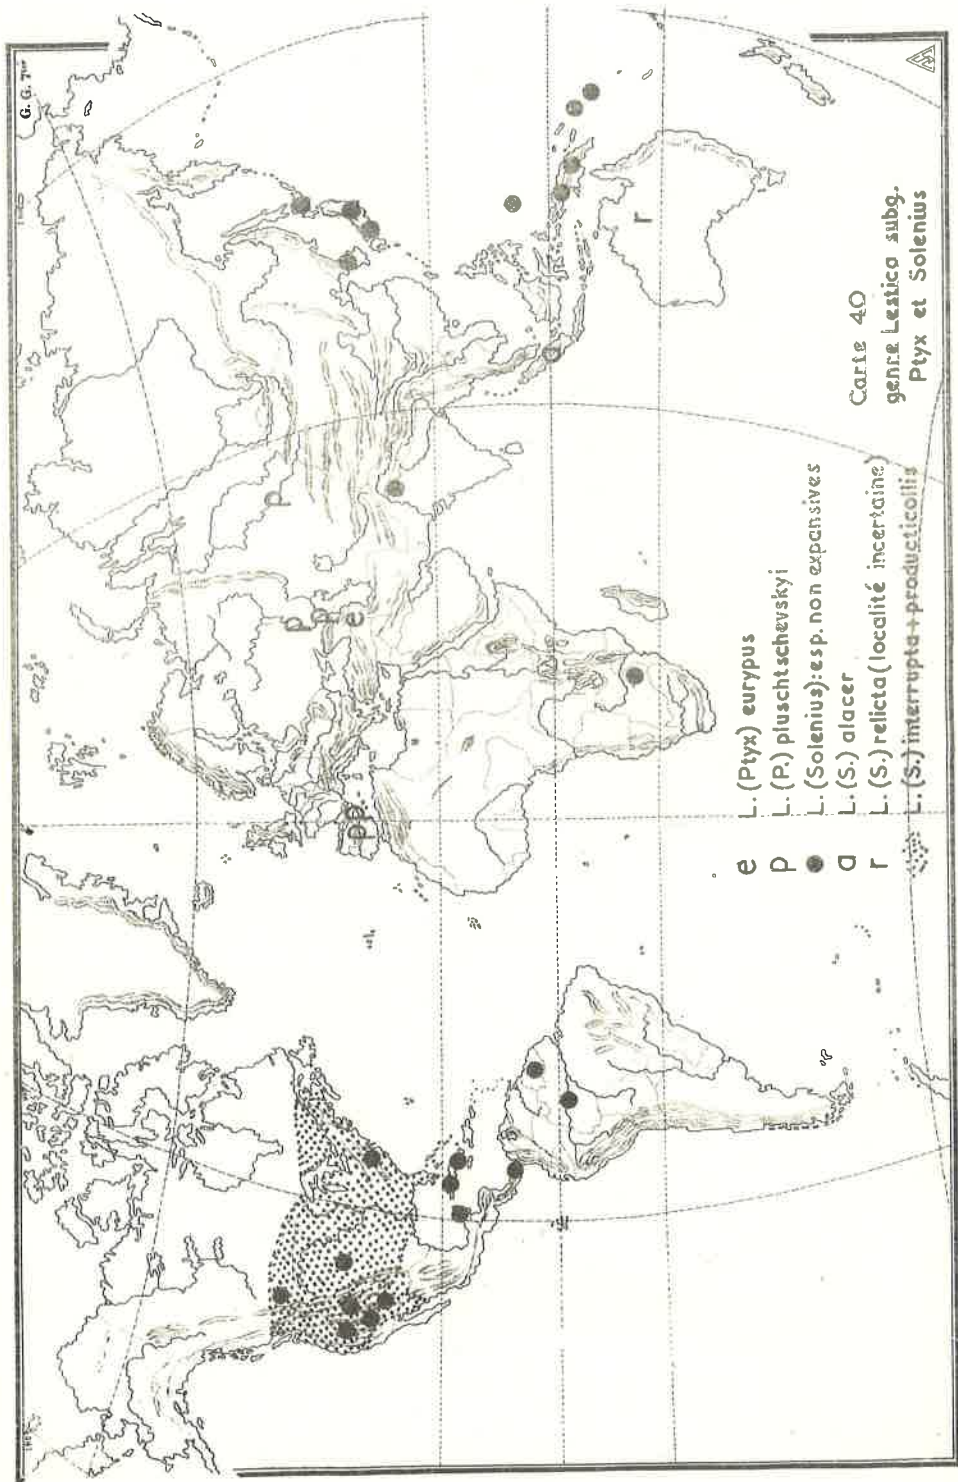 G. G. 7
Carte 40
genre Lestica subg.
Ptyx et Solenius
e L.(Ptyx) eurypus
p L.(P.) pluschtschevskyi
● L.(Solenius):esp. non expansives
a L.(S.) alacer
r L.(S.) relicta(localité incertaine)
L.(S.) interrupta+producticollis
p
p
p
p
e
p
p
a
r